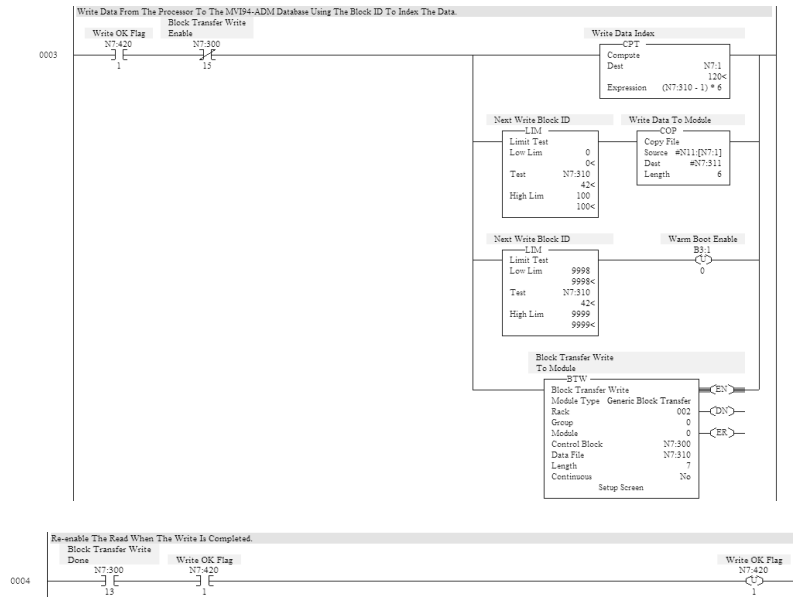 Write Data From The Processor To The MVI94-ADM Database Using The Block ID To Index The Data.
Block Transfer Write
Write OK Flag Enable
N7:420 N7:300
0003
1 15
Write Data Index
CPT
Compute
Dest N7:1
120<
Expression (N7:310 - 1) * 6
Next Write Block ID Write Data To Module
LIM COP
Limit Test Copy File
Low Lim 0 Source #N11:[N7:1]
0< Dest #N7:311
Test N7:310 Length 6
42<
High Lim 100
100<
Next Write Block ID Warm Boot Enable
LIM B3:1
Limit Test U
Low Lim 9998 0
9998<
Test N7:310
42<
High Lim 9999
9999<
Block Transfer Write
To Module
BTW
Block Transfer Write EN
Module Type Generic Block Transfer
Rack 002 DN
Group 0
Module 0 ER
Control Block N7:300
Data File N7:310
Length 7
Continuous No
Setup Screen
Re-enable The Read When The Write Is Completed.
Block Transfer Write
Done Write OK Flag Write OK Flag
N7:300 N7:420 N7:420
0004 U
13 1 1